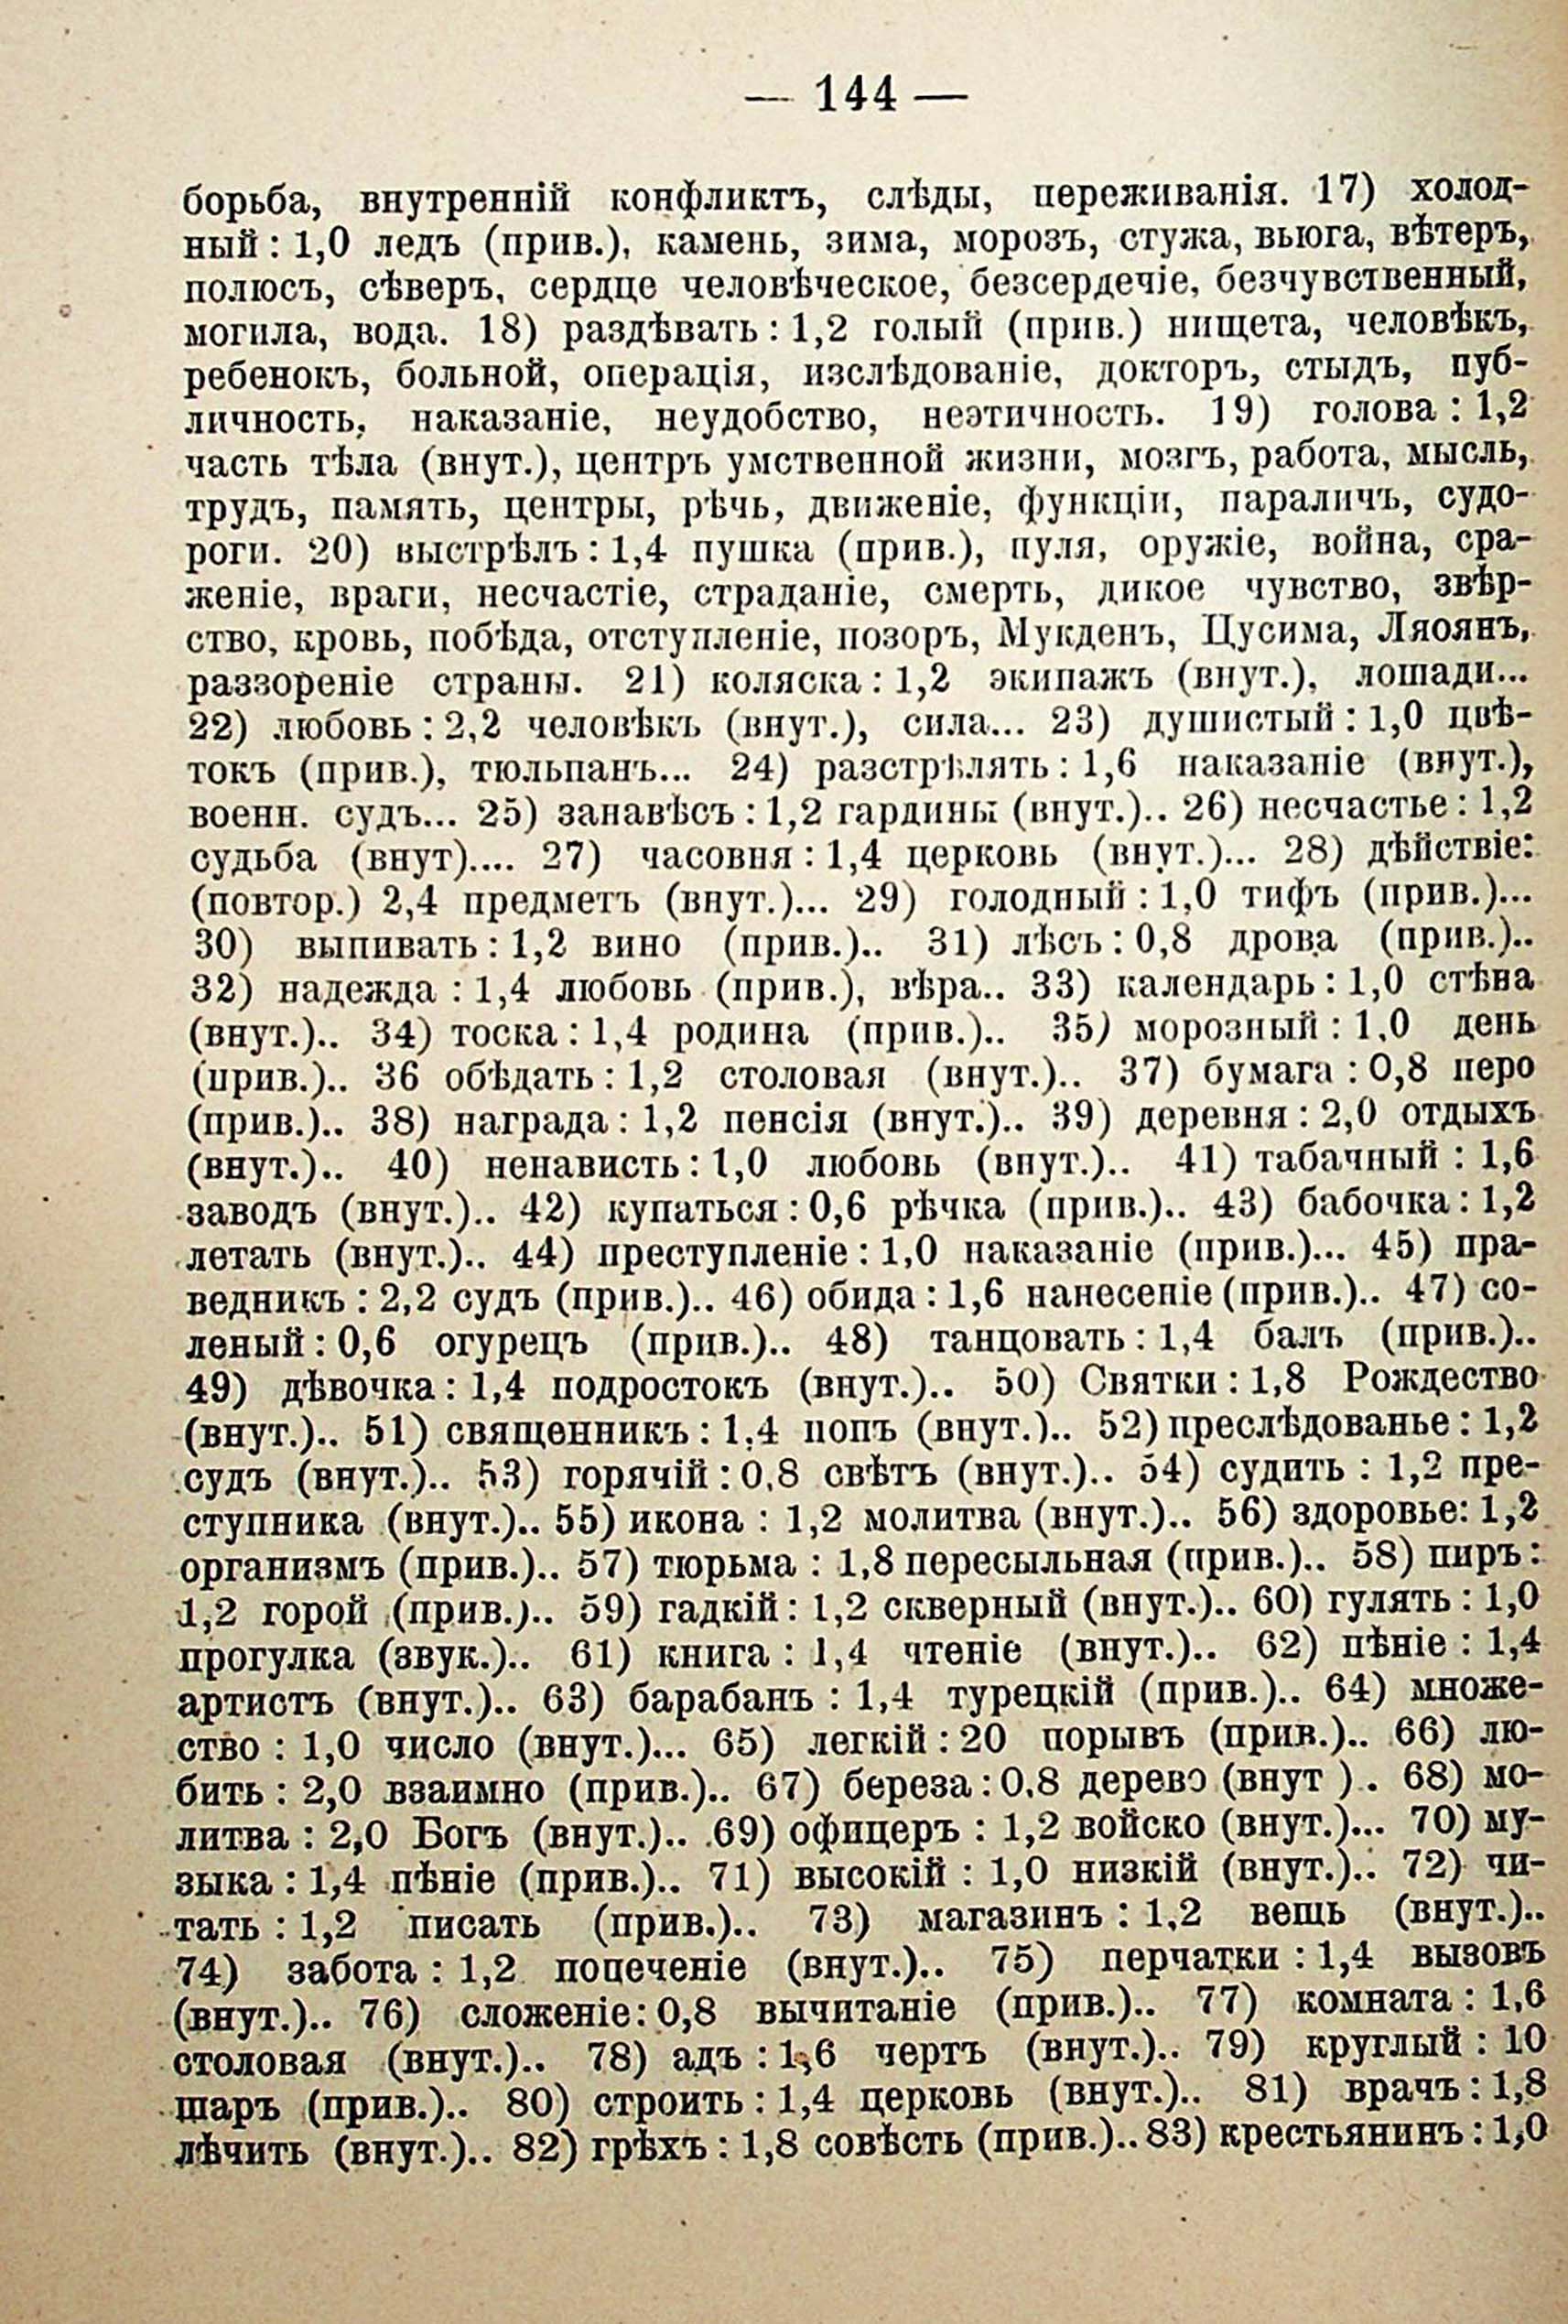 — 144 —
борьба, внутренній конфликтъ, слѣды, переживанія. 17) холод-
ный : 1,0 ледъ (прив.), камень, зима, морозъ, стужа, вьюга, вѣтеръ,
полюсъ, сѣверъ, сердце человѣческое, безсердечіе, безчувственный,
могила, вода. 18) раздѣвать : 1,2 голый (прив.) нищета, человѣкъ,
ребенокъ, больной, операція, изслѣдованіе, докторъ, стыдъ, пуб-
личность, наказаніе, неудобство, неэтичность. 19) голова : 1,2
часть тѣла (внут.), центръ умственной жизни, мозгъ, работа, мысль,
трудъ, память, центры, рѣчь, движеніе, функціи, параличъ, судо-
роги. 20) выстрѣлъ : 1,4 пушка (прив.), пуля, оружіе, война, сра-
женіе, враги, несчастіе, страданіе, смерть, дикое чувство, звѣр-
ство, кровь, побѣда, отступленіе, позоръ, Мукденъ, Цусима, Ляоянъ,
раззореніе страны. 21) коляска : 1,2 экипажъ (внут.), лошади...
22) любовь : 2,2 человѣкъ (внут.), сила... 23) душистый : 1,0 цвѣ-
токъ (прив.), тюльпанъ... 24) разстрѣлять : 1,6 наказаніе (внут.),
военн. судъ... 25) занавѣсъ : 1,2 гардины (внут.).. 26) несчастье : 1,2
судьба (внут).... 27) часовня : 1,4 церковь (внут.)... 28) дѣйствіе:
(повтор.) 2,4 предметъ (внут.)... 29) голодный : 1,0 тифъ (прив.)...
30) выпивать : 1,2 вино (прив.).. 31) лѣсъ : 0,8 дрова (прив.)..
32) надежда : 1,4 любовь (прив.), вѣра.. 33) календарь : 1,0 стѣна
(внут.).. 34) тоска : 1,4 родина (прив.).. 35) морозный : 1,0 день
(прив.).. 36 обѣдать : 1,2 столовая (внут.).. 37) бумага : 0,8 перо
(прив.).. 38) награда : 1,2 пенсія (внут.).. 39) деревня : 2,0 отдыхъ
(внут.).. 40) ненависть : 1,0 любовь (внут.).. 41) табачный : 1,6
заводъ (внут.).. 42) купаться : 0,6 рѣчка (прив.).. 43) бабочка : 1,2
летать (внут.).. 44) преступленіе : 1,0 наказаніе (прив.)... 45) пра-
ведникъ : 2,2 судъ (прив.).. 46) обида : 1,6 нанесеніе (прив.).. 47) со-
леный : 0,6 огурецъ (прив.).. 48) танцовать : 1,4 балъ (прив.)..
49) дѣвочка : 1,4 подростокъ (внут.).. 50) Святки : 1,8 Рождество
(внут.).. 51) священникъ : 1,4 попъ (внут.).. 52) преслѣдованье : 1,2
судъ (внут.).. 53) горячій : 0,8 свѣтъ (внут.).. 54) судить : 1,2 пре-
ступника (внут.).. 55) икона : 1,2 молитва (внут.).. 56) здоровье: 1,2
организмъ (прив.).. 57) тюрьма : 1,8 пересыльная (прив.).. 58) пиръ :
1,2 горой (прив.).. 59) гадкій : 1,2 скверный (внут.).. 60) гулять : 1,0
прогулка (звук.).. 61) книга : 1,4 чтеніе (внут.).. 62) пѣніе : 1,4
артистъ (внут.).. 63) барабанъ : 1,4 турецкій (прив.).. 64) множе-
ство : 1,0 число (внут.)... 65) легкій : 20 порывъ (прив.).. 66) лю-
бить : 2,0 взаимно (прив.).. 67) береза : 0,8 дерево (внут ). . 68) мо-
литва : 2,0 Богъ (внут.).. 69) офицеръ : 1,2 войско (внут.)... 70) му-
зыка : 1,4 пѣніе (прив.).. 71) высокій : 1,0 низкій (внут.).. 72) чи-
тать : 1,2 писать (прив.).. 73) магазинъ : 1,2 вещь (внут.)..
74) забота : 1,2 попеченіе (внут.).. 75) перчатки : 1,4 вызовъ
(внут.).. 76) сложеніе: 0,8 вычитаніе (прив.).. 77) комната : 1,6
столовая (внут.).. 78) адъ : 1,6 чертъ (внут.).. 79) круглый : 10
шаръ (прив.).. 80) строить : 1,4 церковь (внут.).. 81) врачъ : 1,8
лѣчить (внут.).. 82) грѣхъ : 1,8 совѣсть (прив.).. 83) крестьянинъ : 1,0